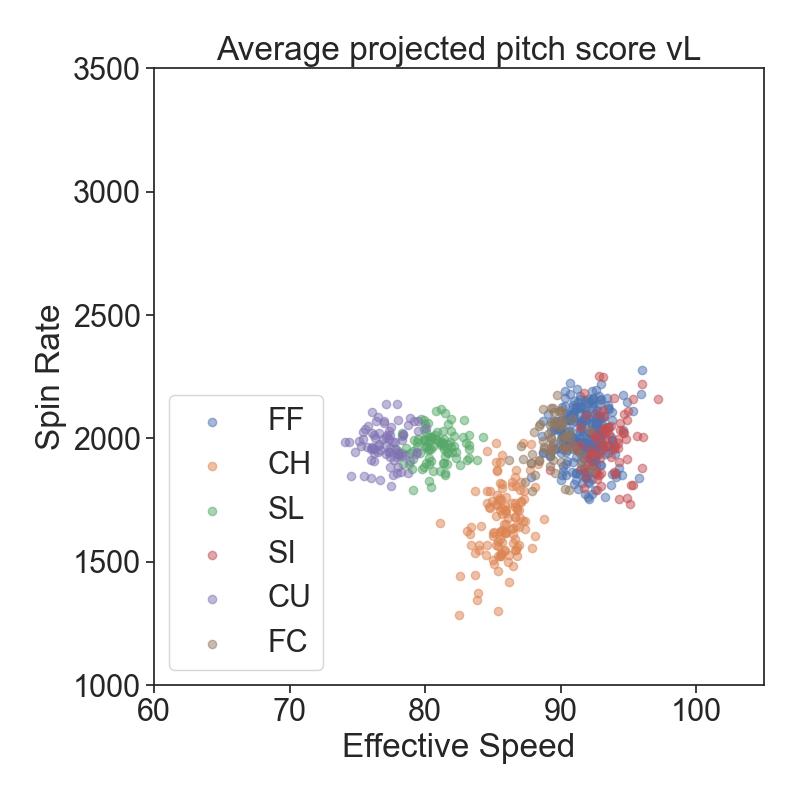 Average projected pitch score vL
3500
3000
2500
2000
1500
1000
Spin Rate
FF
CH
SL
SI
CU
FC
60 70 80 90 100
Effective Speed